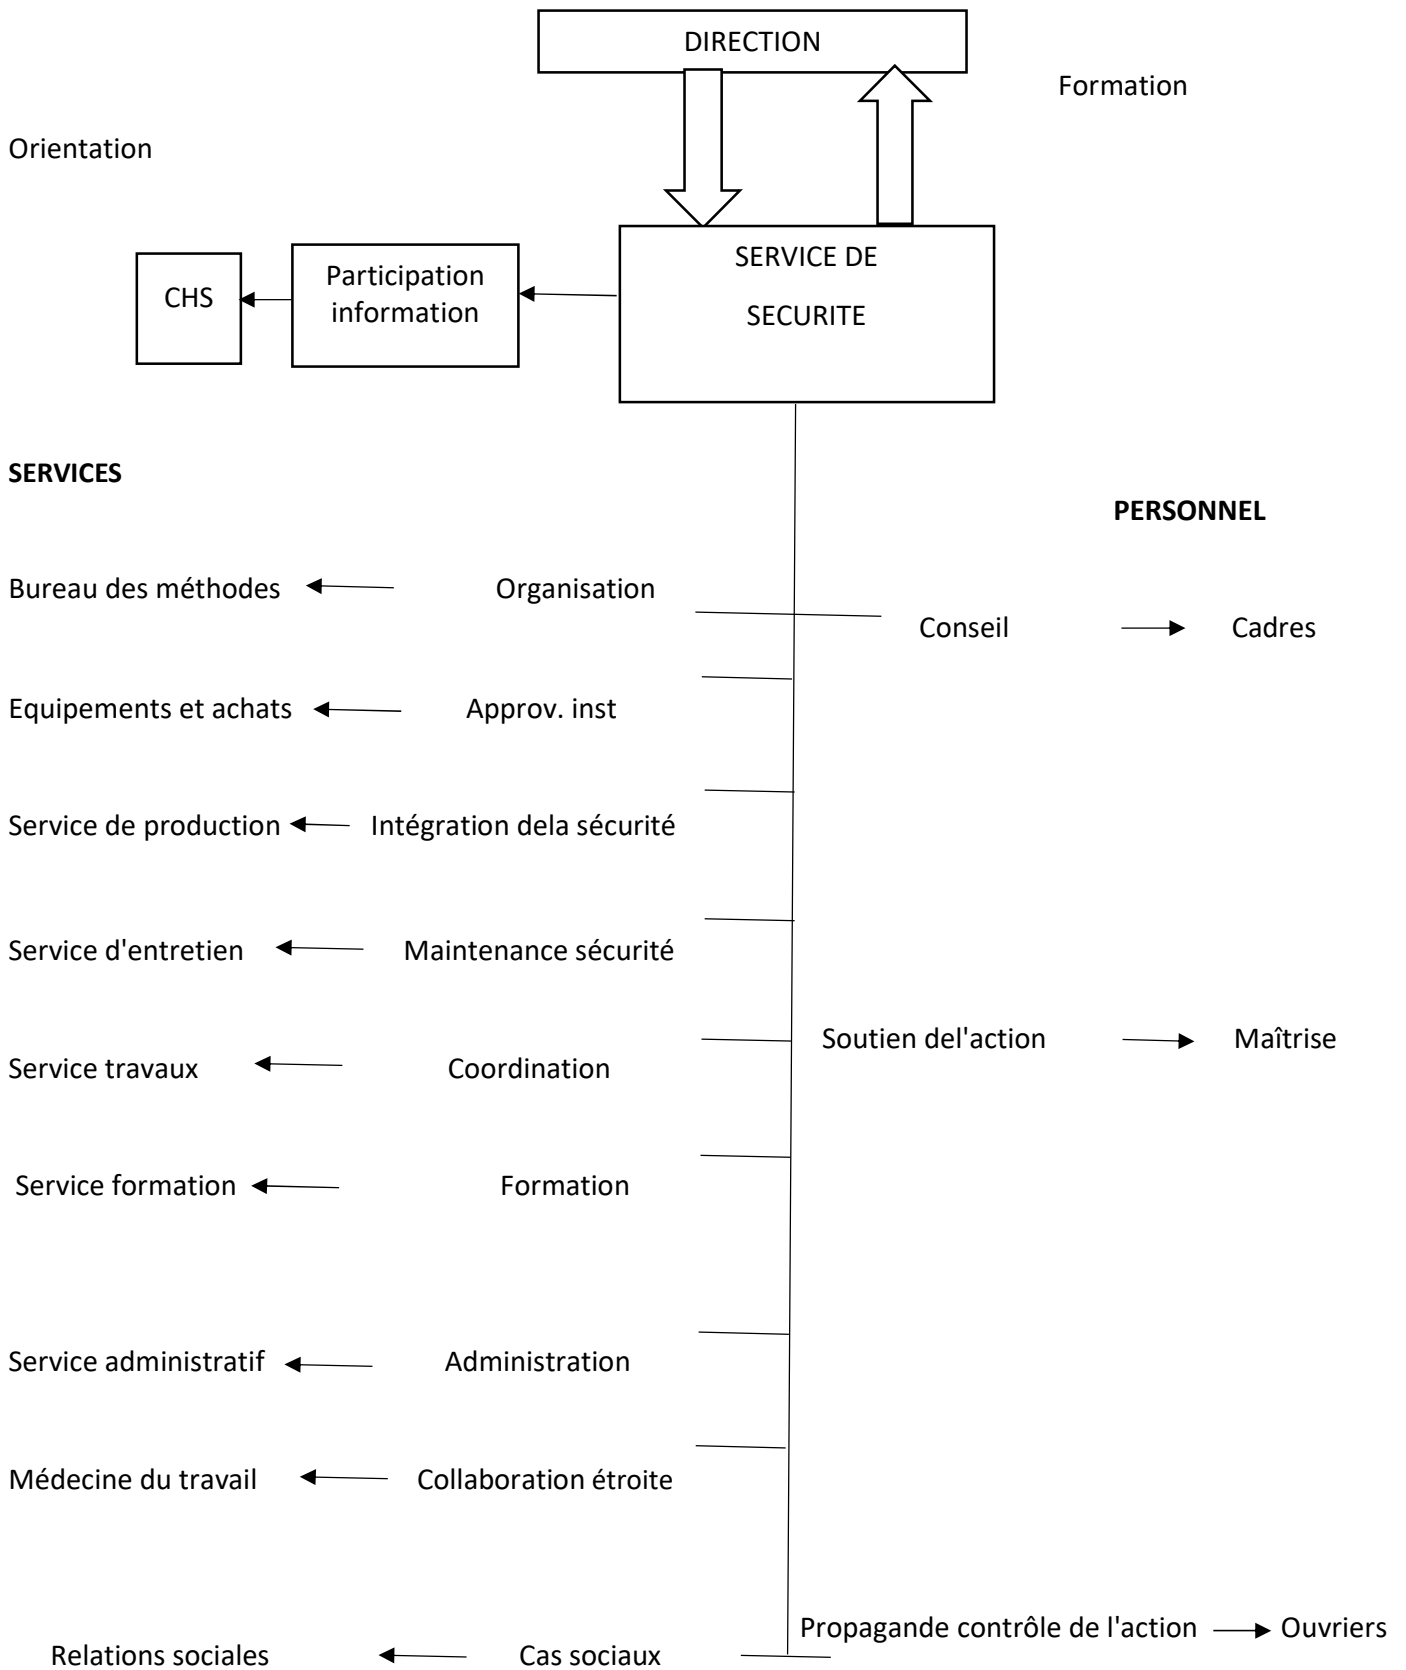 DIRECTION
Formation
Orientation
SERVICE DE
SECURITE
Participation
information
CHS
SERVICES
PERSONNEL
Bureau des méthodes
Organisation
Conseil
Cadres
Equipements et achats
Approv. inst
Service de production
Intégration dela sécurité
Service d'entretien
Maintenance sécurité
Soutien del'action
Maîtrise
Service travaux
Coordination
Service formation
Formation
Service administratif
Administration
Médecine du travail
Collaboration étroite
Propagande contrôle de l'action
Ouvriers
Relations sociales
Cas sociaux